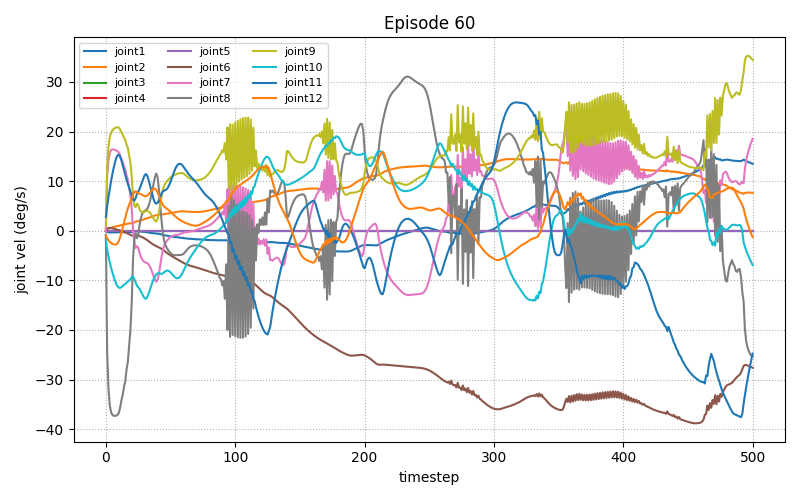 Episode 60
joint1 joint5 joint9
joint2 joint6 joint10
joint3 joint7 joint11
joint4 joint8 joint12
joint vel (deg/s)
30
20
10
0
−10
−20
−30
−40
0 100 200 300 400 500
timestep